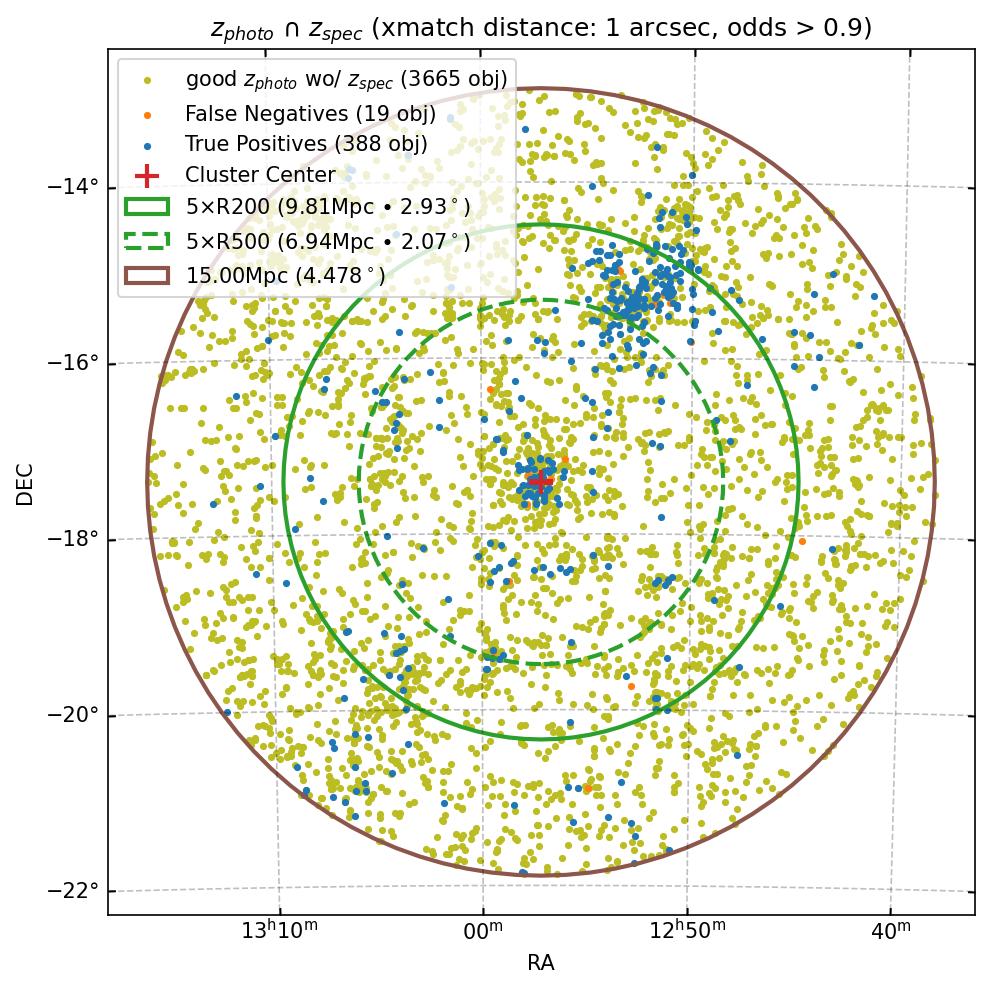 z_photo ∩ z_spec (xmatch distance: 1 arcsec, odds > 0.9)
good z_photo wo/ z_spec (3665 obj)
False Negatives (19 obj)
True Positives (388 obj)
Cluster Center
5×R200 (9.81Mpc • 2.93°)
5×R500 (6.94Mpc • 2.07°)
15.00Mpc (4.478°)
−14°
−16°
−18°
−20°
−22°
DEC
13h10m 00m 12h50m 40m
RA